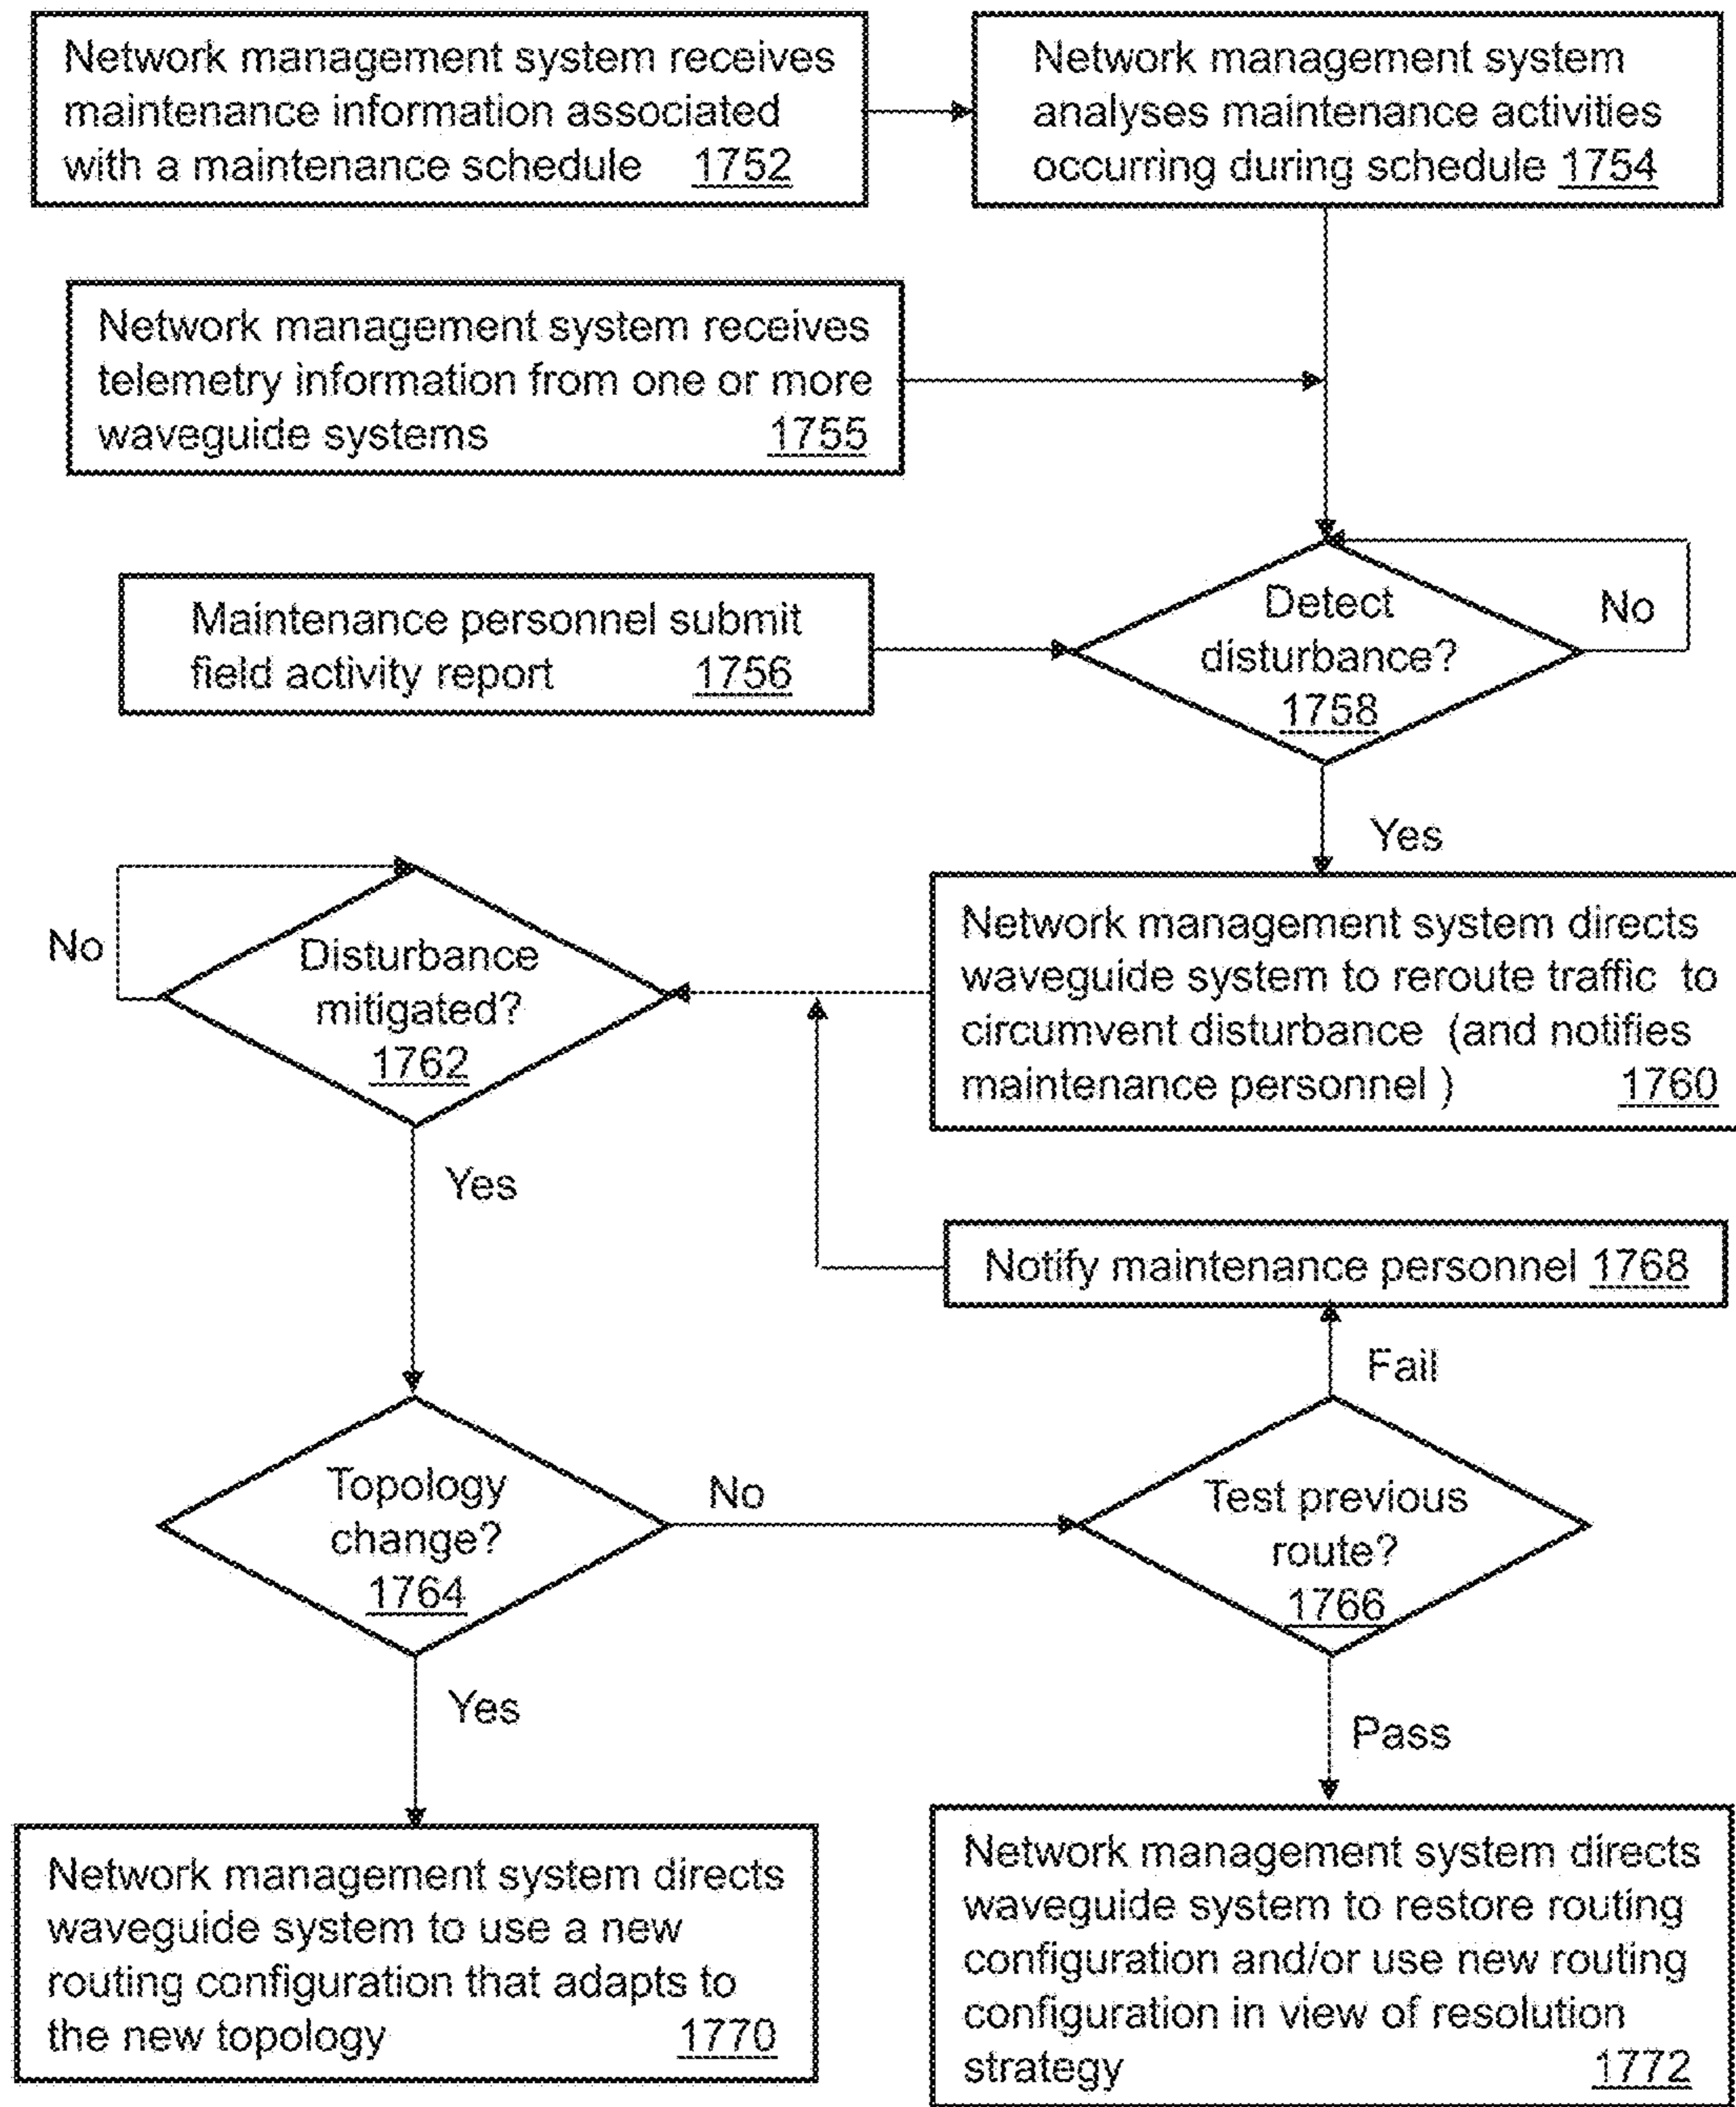 Network management system receives
maintenance information associated
with a maintenance schedule 1752
Network management system
analyses maintenance activities
occurring during schedule 1754
Network management system receives
telemetry information from one or more
waveguide systems 1755
Maintenance personnel submit
field activity report 1756
Detect
disturbance?
1758
No
Yes
Network management system directs
waveguide system to reroute traffic to
circumvent disturbance (and notifies
maintenance personnel ) 1760
No
Disturbance
mitigated?
1762
Yes
Notify maintenance personnel 1768
Fail
Topology
change?
1764
No
Test previous
route?
1766
Yes
Pass
Network management system directs
waveguide system to use a new
routing configuration that adapts to
the new topology 1770
Network management system directs
waveguide system to restore routing
configuration and/or use new routing
configuration in view of resolution
strategy 1772